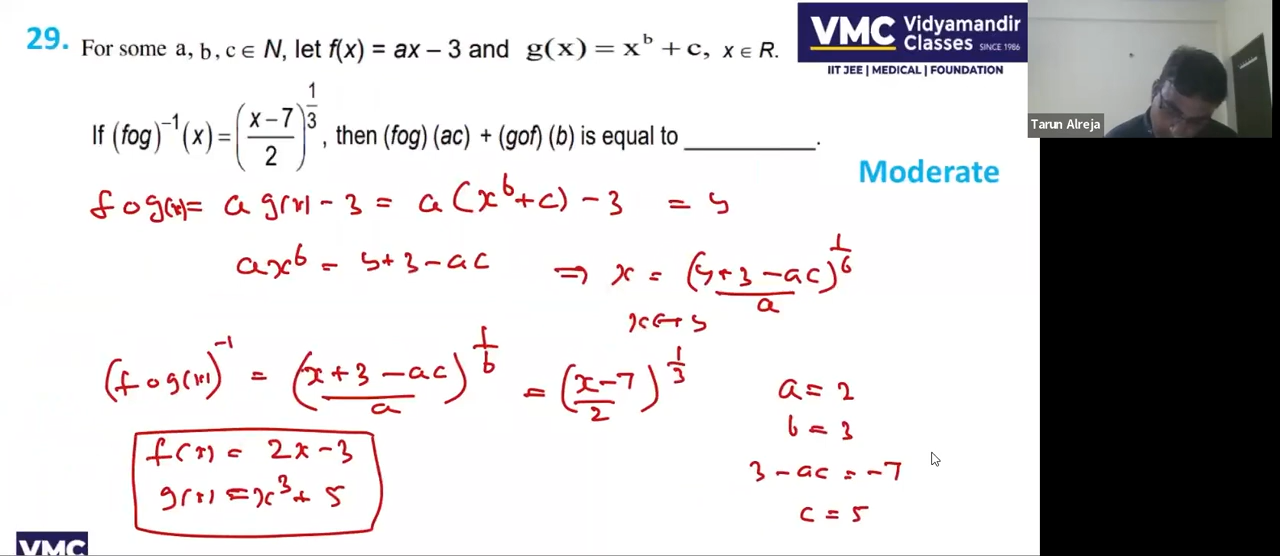 29. For some a, b, c ∈ N, let f(x) = ax – 3 and g(x) = x^b + c, x ∈ R.
VMC Vidyamandir Classes SINCE 1986
IIT JEE | MEDICAL | FOUNDATION
If (fog)^-1 (x) = ((x – 7)/2)^(1/3), then (fog) (ac) + (gof) (b) is equal to ____________.
Tarun Alreja
Moderate
fog(x) = a g(x) – 3 = a(x^b + c) – 3 = y
ax^b = y + 3 – ac ⇒ x = ((y + 3 – ac)/a)^(1/b)
x ↔ y
(fog(x))^-1 = ((x + 3 – ac)/a)^(1/b) = ((x – 7)/2)^(1/3)
a = 2
b = 3
3 – ac = –7
c = 5
f(x) = 2x – 3
g(x) = x^3 + 5
VMC